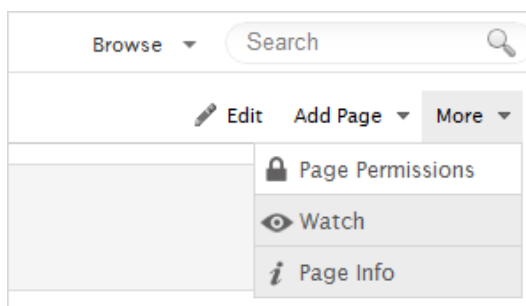 Browse Search
Edit Add Page More
Page Permissions
Watch
Page Info